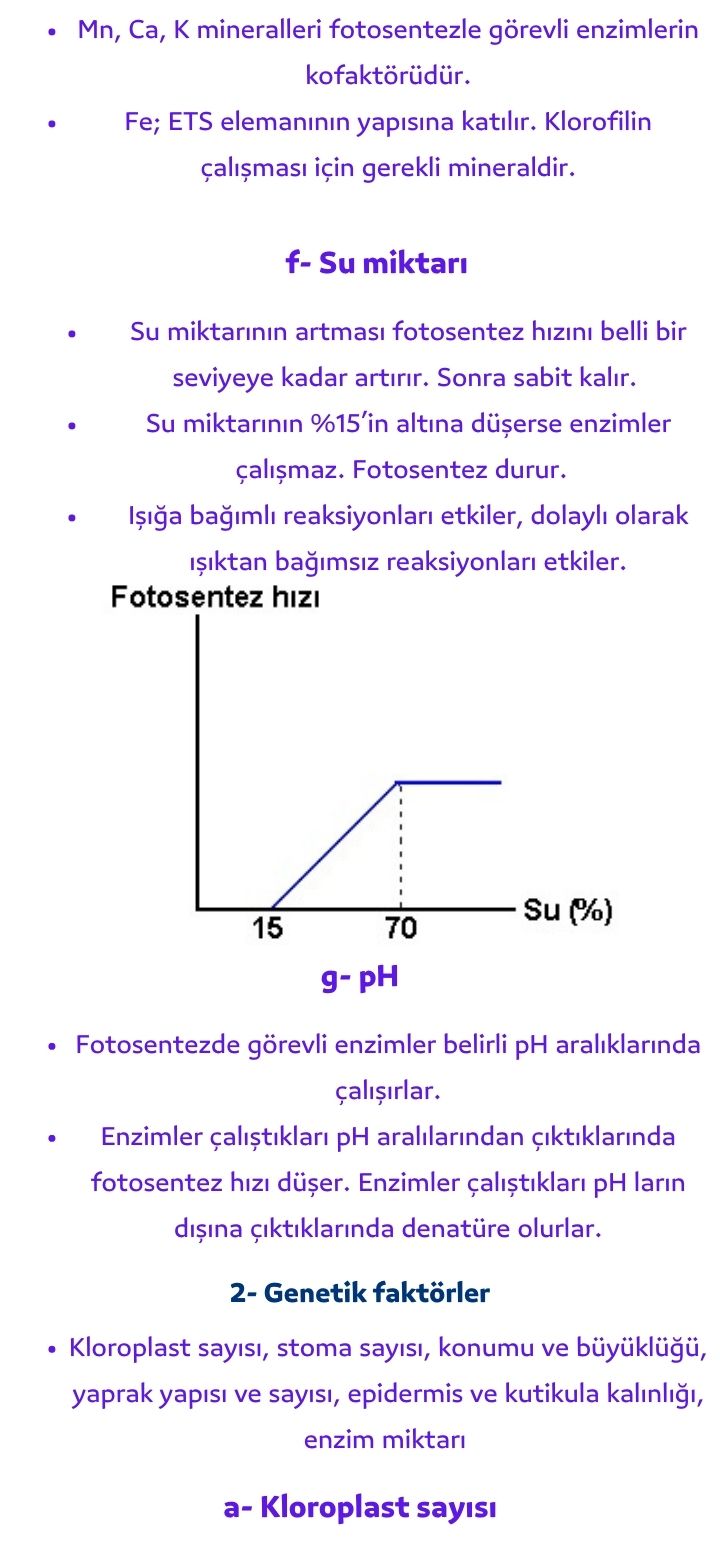 • Mn, Ca, K mineralleri fotosentezle görevli enzimlerin
kofaktörüdür.
• Fe; ETS elemanının yapısına katılır. Klorofilin
çalışması için gerekli mineraldir.
f- Su miktarı
• Su miktarının artması fotosentez hızını belli bir
seviyeye kadar artırır. Sonra sabit kalır.
• Su miktarının %15’in altına düşerse enzimler
çalışmaz. Fotosentez durur.
• Işığa bağımlı reaksiyonları etkiler, dolaylı olarak
ışıktan bağımsız reaksiyonları etkiler.
Fotosentez hızı
Su (%)
15 70
g- pH
• Fotosentezde görevli enzimler belirli pH aralıklarında
çalışırlar.
• Enzimler çalıştıkları pH aralılarından çıktıklarında
fotosentez hızı düşer. Enzimler çalıştıkları pH ların
dışına çıktıklarında denatüre olurlar.
2- Genetik faktörler
• Kloroplast sayısı, stoma sayısı, konumu ve büyüklüğü,
yaprak yapısı ve sayısı, epidermis ve kutikula kalınlığı,
enzim miktarı
a- Kloroplast sayısı